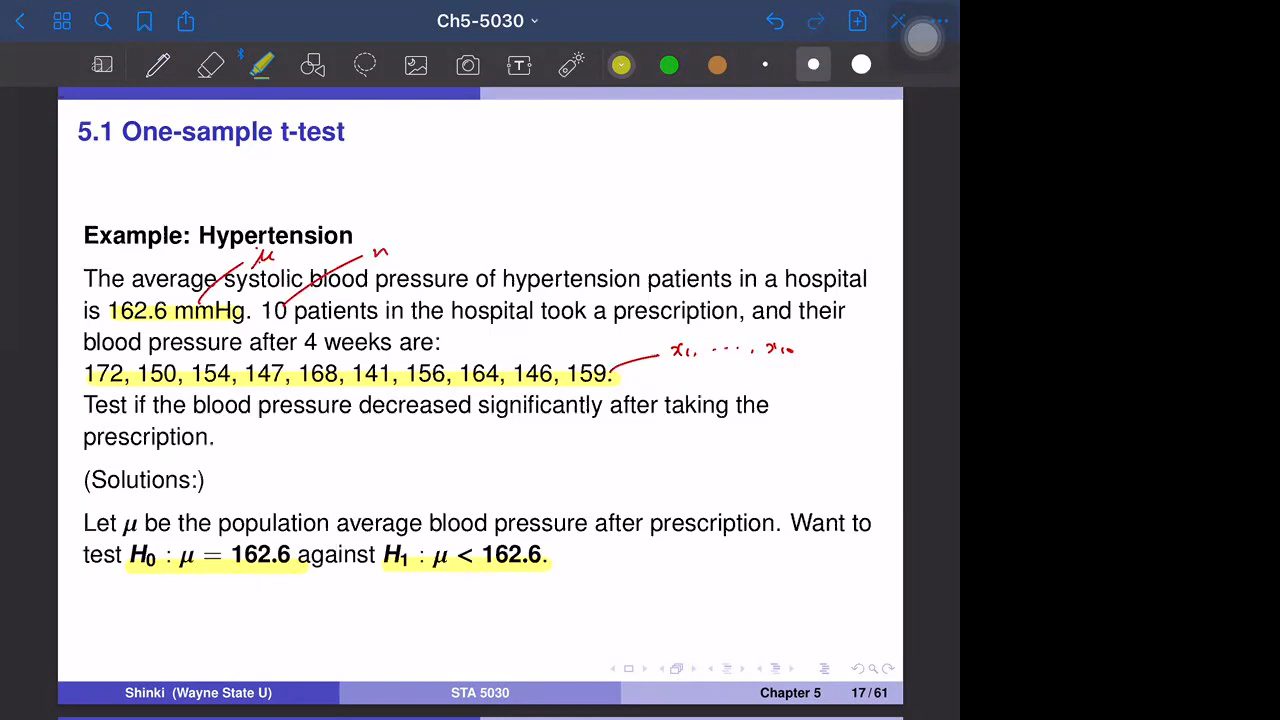 Ch5-5030
T
5.1 One-sample t-test
Example: Hypertension
μ n
The average systolic blood pressure of hypertension patients in a hospital
is 162.6 mmHg. 10 patients in the hospital took a prescription, and their
blood pressure after 4 weeks are:
x₁, ..., x₁₀
172, 150, 154, 147, 168, 141, 156, 164, 146, 159.
Test if the blood pressure decreased significantly after taking the
prescription.
(Solutions:)
Let μ be the population average blood pressure after prescription. Want to
test H₀ : μ = 162.6 against H₁ : μ < 162.6.
Shinki (Wayne State U) STA 5030 Chapter 5 17/61